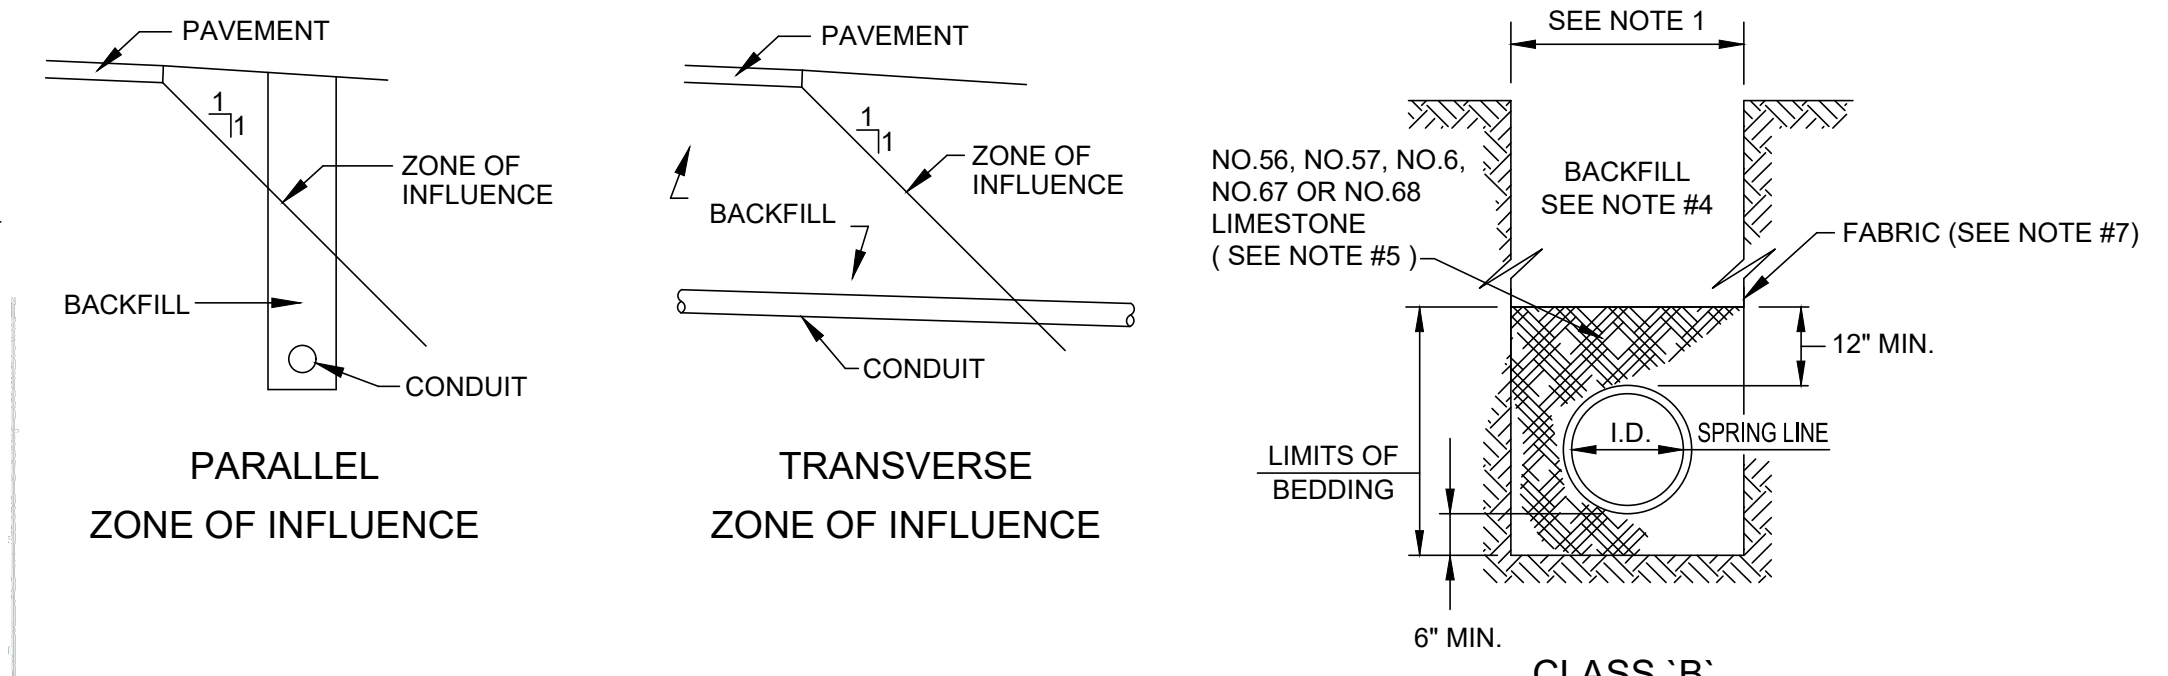 PAVEMENT
1
1
ZONE OF
INFLUENCE
BACKFILL
CONDUIT
PARALLEL
ZONE OF INFLUENCE
PAVEMENT
1
1
ZONE OF
INFLUENCE
BACKFILL
CONDUIT
TRANSVERSE
ZONE OF INFLUENCE
SEE NOTE 1
NO.56, NO.57, NO.6,
NO.67 OR NO.68
LIMESTONE
( SEE NOTE #5 )
BACKFILL
SEE NOTE #4
FABRIC (SEE NOTE #7)
12" MIN.
I.D.
SPRING LINE
LIMITS OF
BEDDING
6" MIN.
CLASS `B`